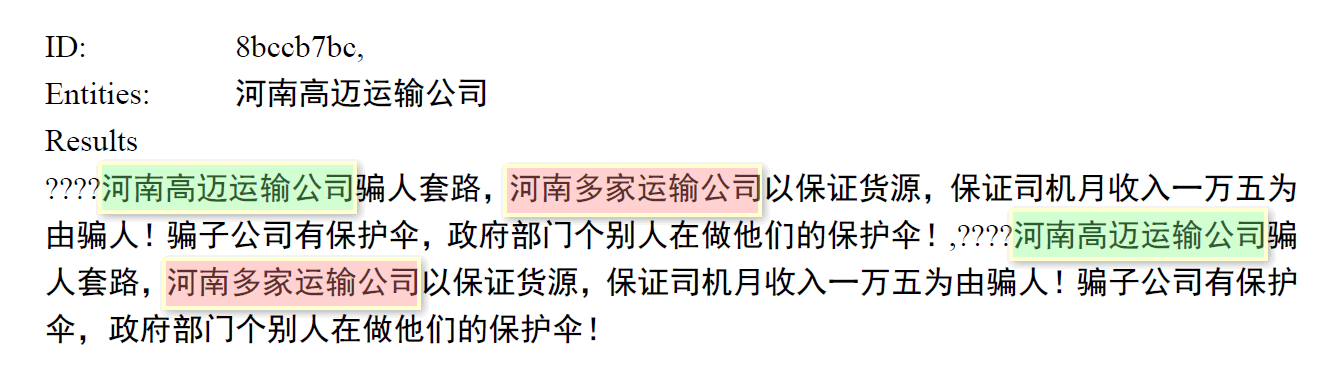 ID: 8bccb7bc,
Entities: 河南高迈运输公司
Results
????河南高迈运输公司骗人套路，河南多家运输公司以保证货源，保证司机月收入一万五为
由骗人！骗子公司有保护伞，政府部门个别人在做他们的保护伞！,????河南高迈运输公司骗
人套路，河南多家运输公司以保证货源，保证司机月收入一万五为由骗人！骗子公司有保护
伞，政府部门个别人在做他们的保护伞！